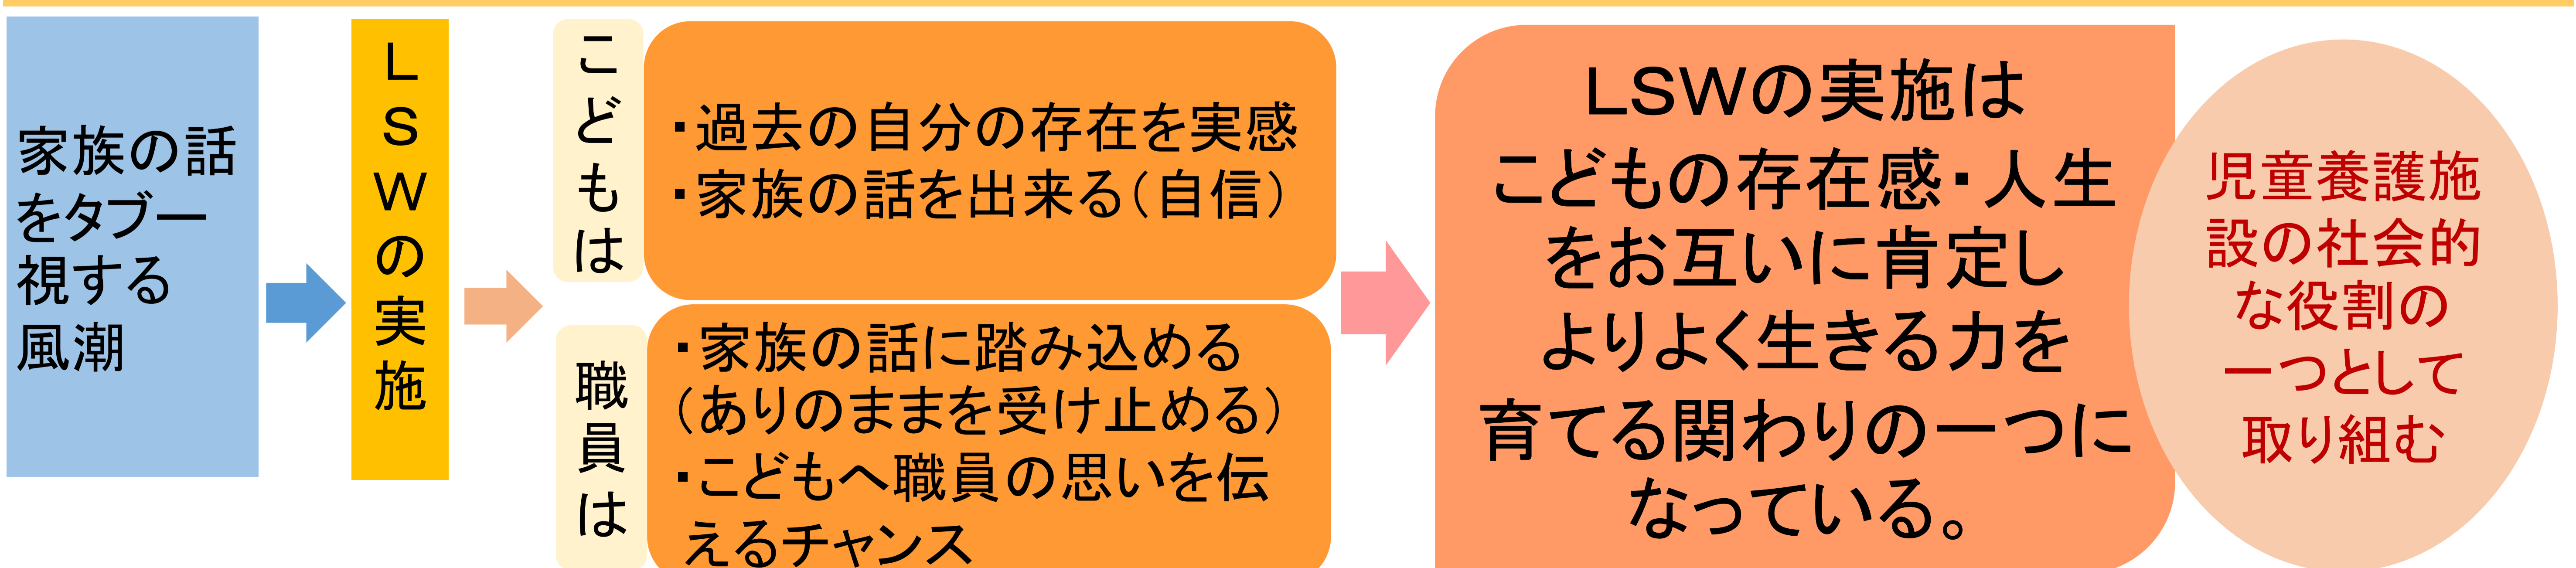 家族の話
をタブー
視する
風潮
LSWの実施
こどもは
・過去の自分の存在を実感
・家族の話を出来る（自信）
職員は
・家族の話に踏み込める
（ありのままを受け止める）
・こどもへ職員の思いを伝
えるチャンス
LSWの実施は
こどもの存在感・人生
をお互いに肯定し
よりよく生きる力を
育てる関わりの一つに
なっている。
児童養護施
設の社会的
な役割の
一つとして
取り組む